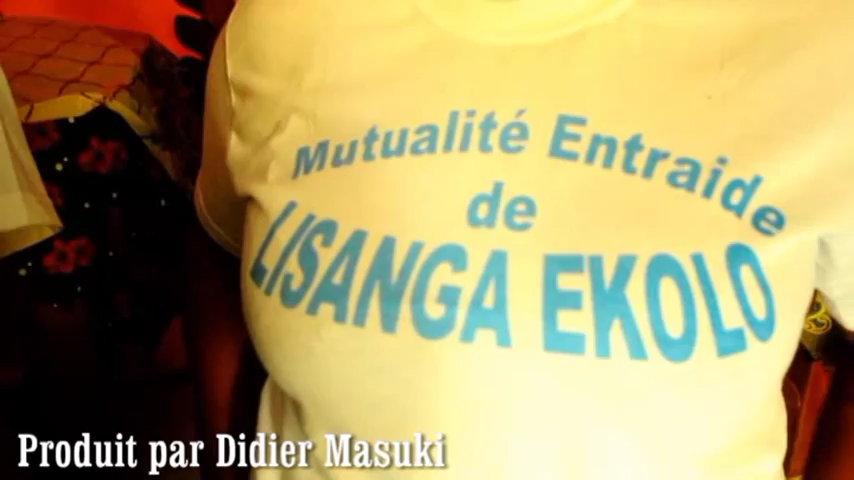 Mutualité Entraide
de
LISANGA EKOLO
Produit par Didier Masuki